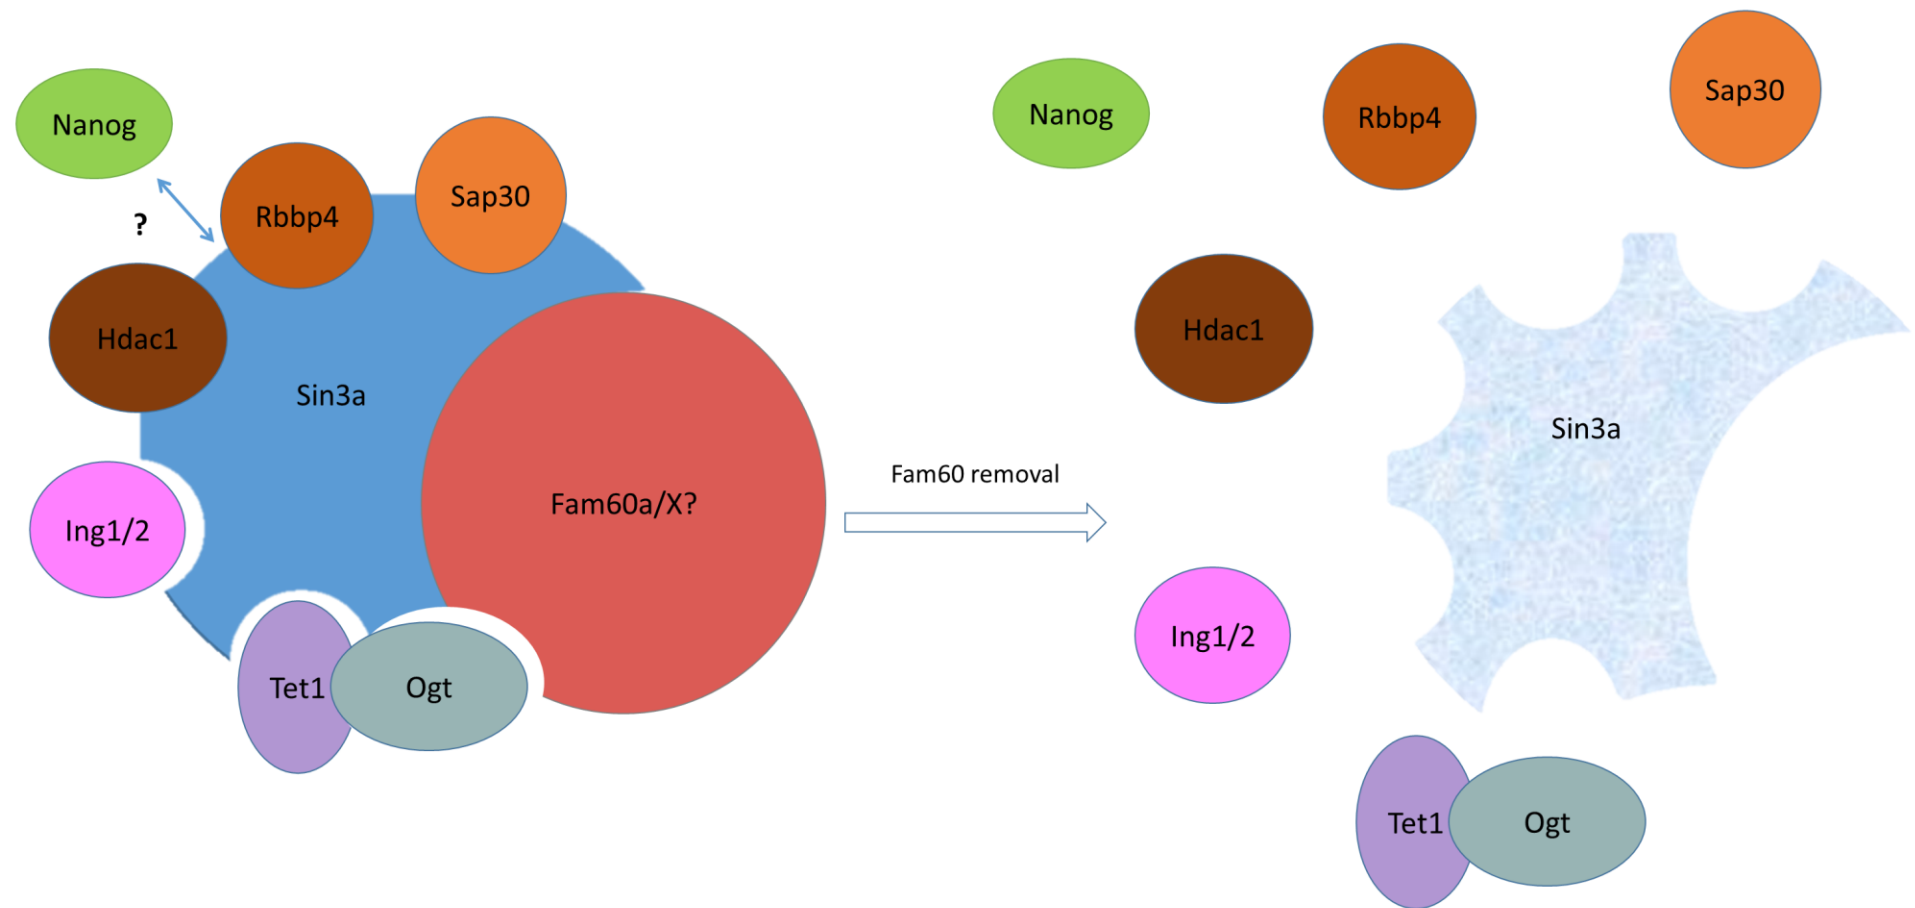 Nanog
?
Rbbp4
Sap30
Hdac1
Sin3a
Ing1/2
Fam60a/X?
Tet1
Ogt
Fam60 removal
Nanog
Rbbp4
Sap30
Hdac1
Sin3a
Ing1/2
Tet1
Ogt